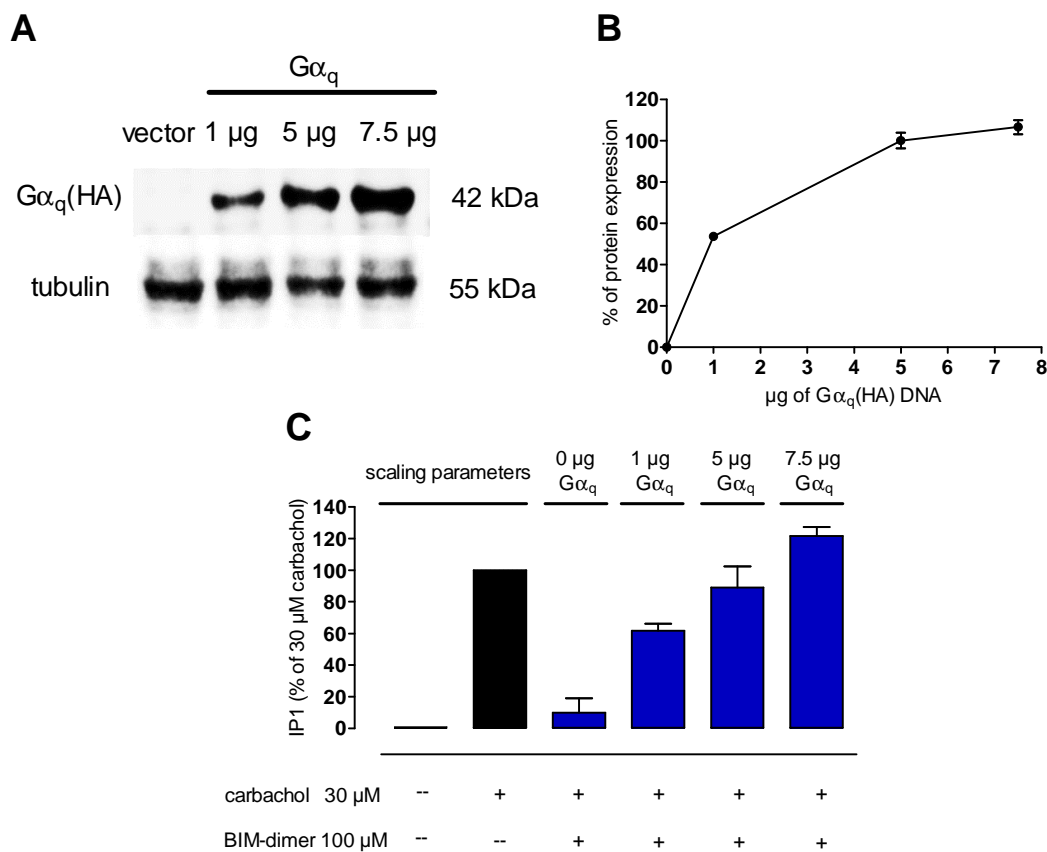 A
Gαq
vector 1 µg 5 µg 7.5 µg
Gαq(HA) 42 kDa
tubulin 55 kDa
B
% of protein expression
120
100
80
60
40
20
0
0 1 2 3 4 5 6 7 8
µg of Gαq(HA) DNA
C
scaling parameters
0 µg
Gαq
1 µg
Gαq
5 µg
Gαq
7.5 µg
Gαq
IP1 (% of 30 µM carbachol)
140
120
100
80
60
40
20
0
carbachol 30 µM -- + + + + +
BIM-dimer 100 µM -- -- + + + +